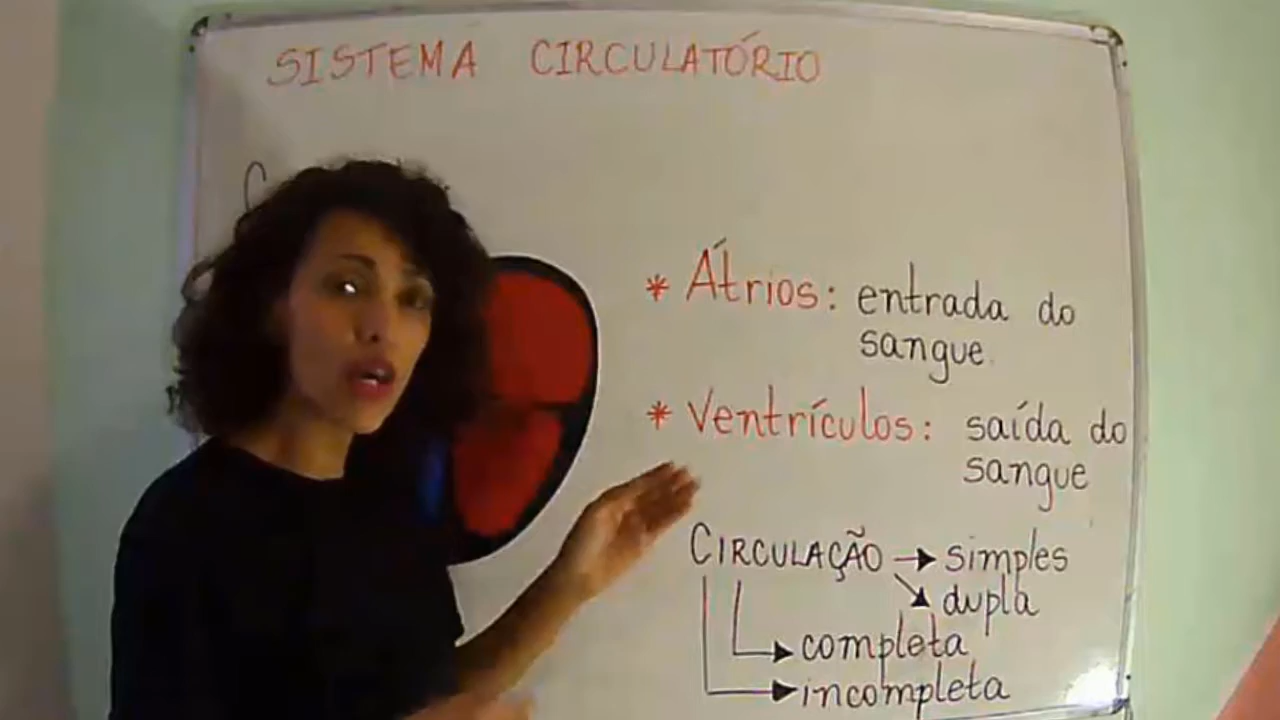 SISTEMA CIRCULATÓRIO
* Átrios: entrada do
sangue.
* Ventrículos: saída do
sangue
CIRCULAÇÃO → simples
dupla
completa
incompleta